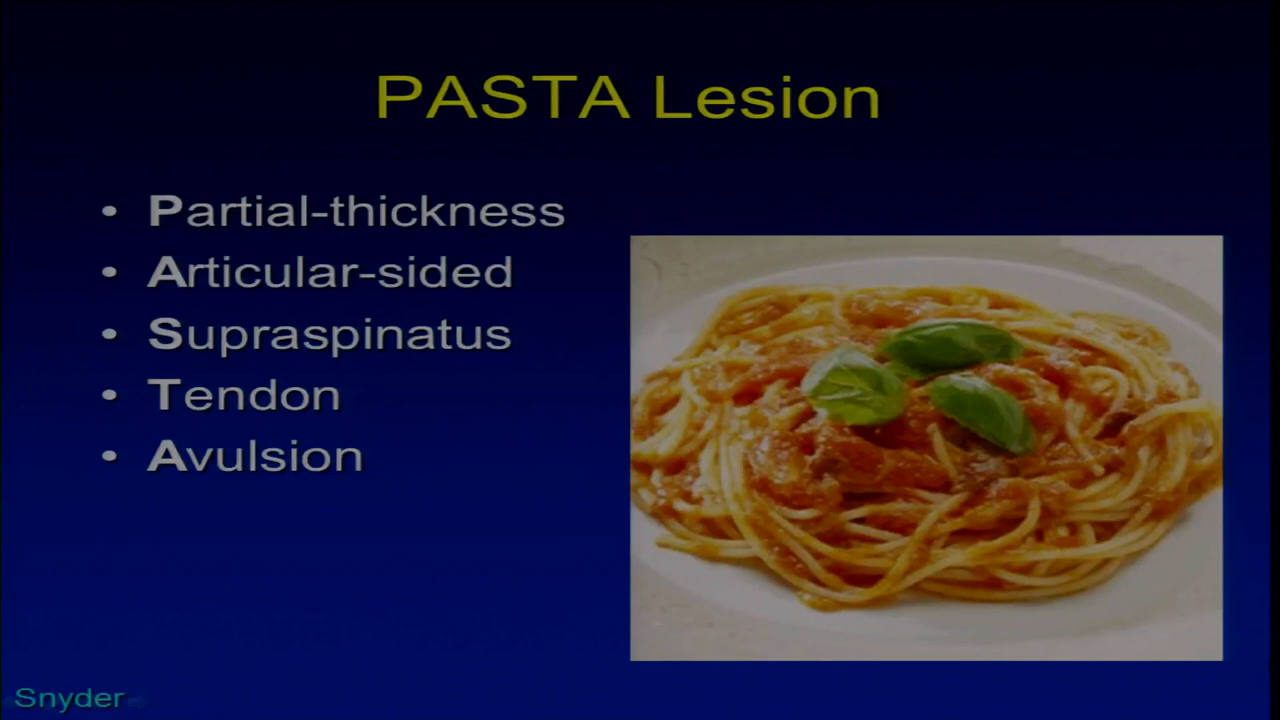 PASTA Lesion
• Partial-thickness
• Articular-sided
• Supraspinatus
• Tendon
• Avulsion
Snyder